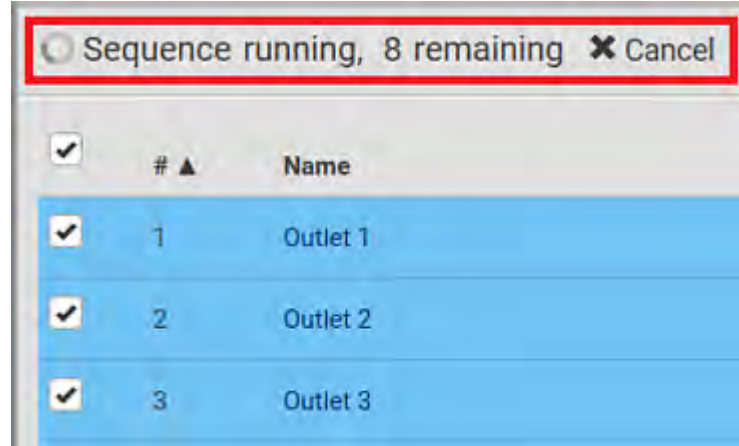 Sequence running, 8 remaining ✖ Cancel
# ▲ Name
1 Outlet 1
2 Outlet 2
3 Outlet 3